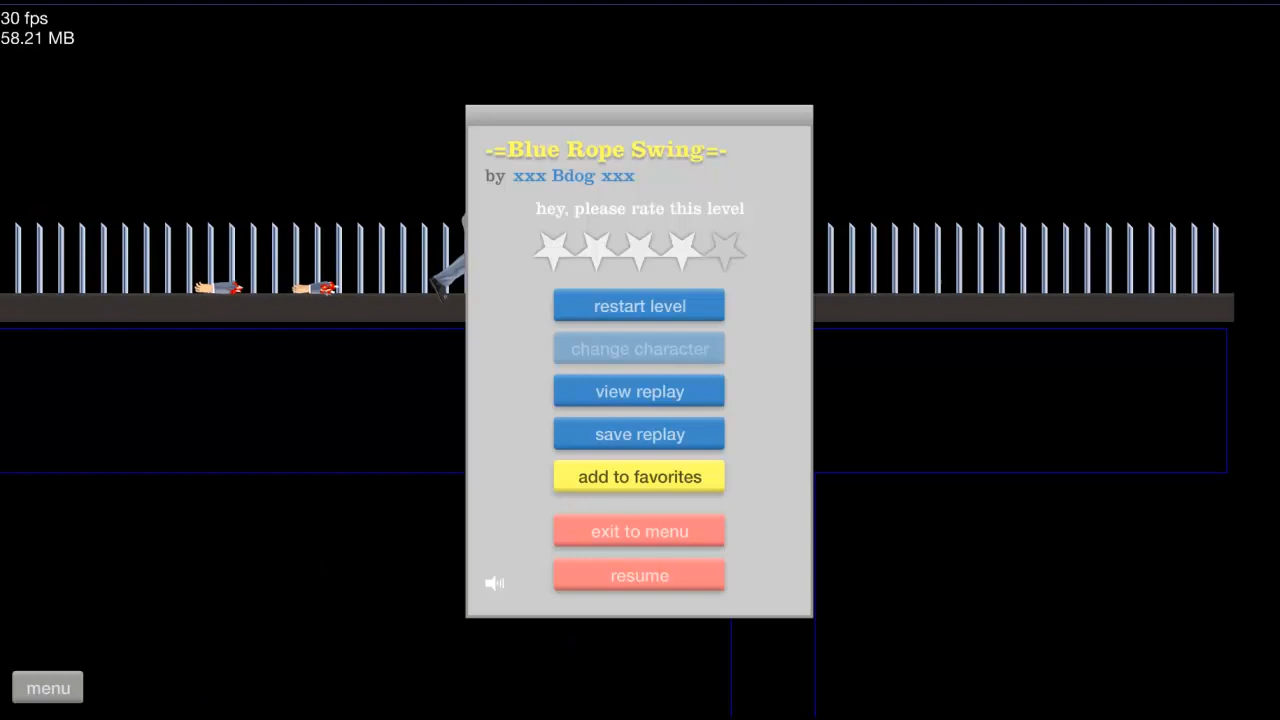 30 fps
58.21 MB
-=Blue Rope Swing=-
by xxx Bdog xxx
hey, please rate this level
restart level
change character
view replay
save replay
add to favorites
exit to menu
resume
menu